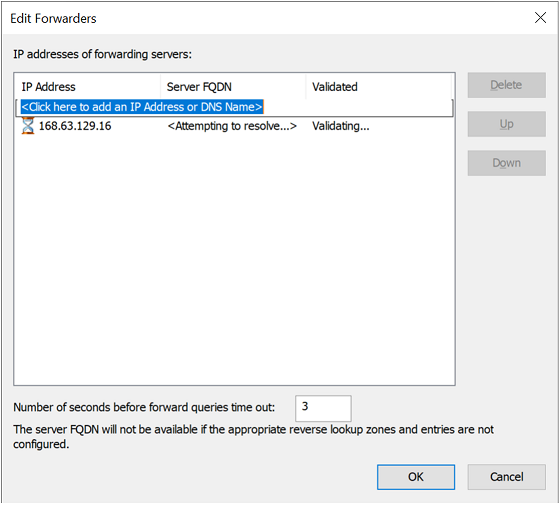 Edit Forwarders
IP addresses of forwarding servers:
IP Address Server FQDN Validated
<Click here to add an IP Address or DNS Name>
168.63.129.16 <Attempting to resolve...> Validating...
Delete
Up
Down
Number of seconds before forward queries time out: 3
The server FQDN will not be available if the appropriate reverse lookup zones and entries are not
configured.
OK Cancel